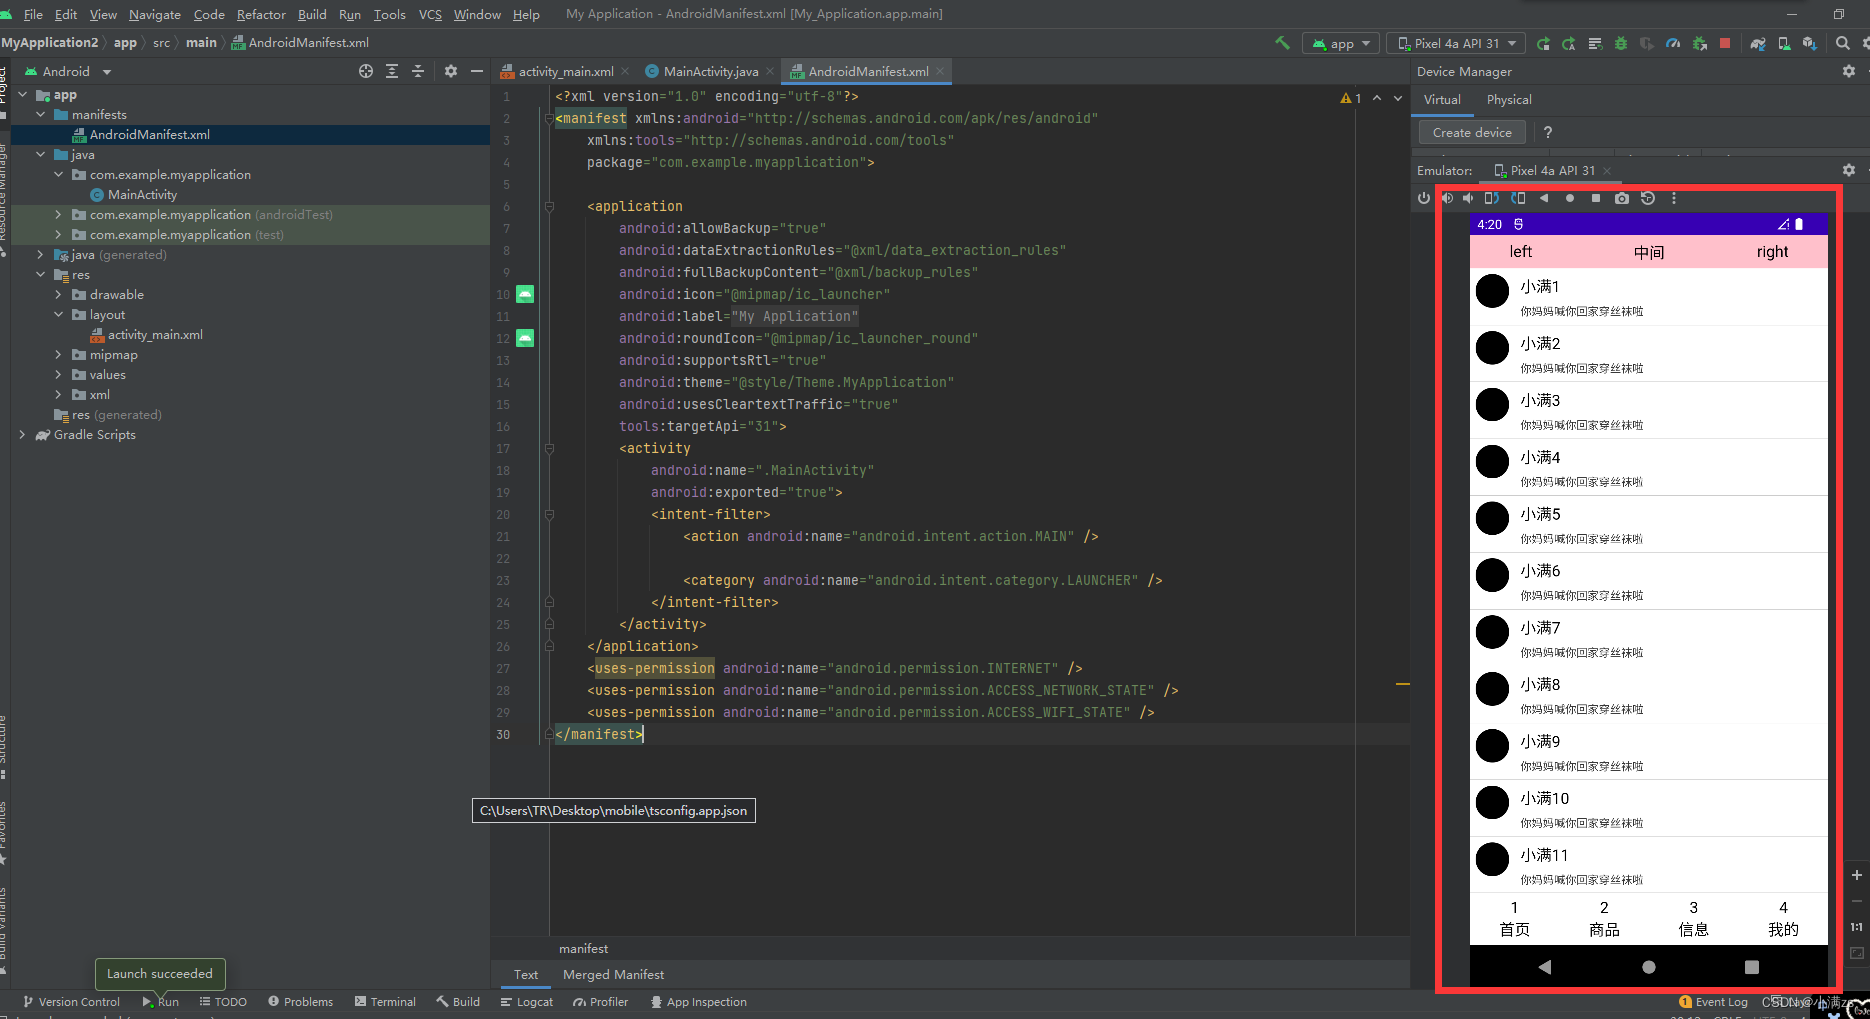 File Edit View Navigate Code Refactor Build Run Tools VCS Window Help My Application - AndroidManifest.xml [My_Application.app.main]
MyApplication2 app src main AndroidManifest.xml
app Pixel 4a API 31
Project
Android
app
manifests
AndroidManifest.xml
java
com.example.myapplication
MainActivity
com.example.myapplication (androidTest)
com.example.myapplication (test)
java (generated)
res
drawable
layout
activity_main.xml
mipmap
values
xml
res (generated)
Gradle Scripts
Resource Manager
Structure
Favorites
Build Variants
activity_main.xml MainActivity.java AndroidManifest.xml
1
1 <?xml version="1.0" encoding="utf-8"?>
2 <manifest xmlns:android="http://schemas.android.com/apk/res/android"
3 xmlns:tools="http://schemas.android.com/tools"
4 package="com.example.myapplication">
5
6 <application
7 android:allowBackup="true"
8 android:dataExtractionRules="@xml/data_extraction_rules"
9 android:fullBackupContent="@xml/backup_rules"
10 android:icon="@mipmap/ic_launcher"
11 android:label="My Application"
12 android:roundIcon="@mipmap/ic_launcher_round"
13 android:supportsRtl="true"
14 android:theme="@style/Theme.MyApplication"
15 android:usesCleartextTraffic="true"
16 tools:targetApi="31">
17 <activity
18 android:name=".MainActivity"
19 android:exported="true">
20 <intent-filter>
21 <action android:name="android.intent.action.MAIN" />
22
23 <category android:name="android.intent.category.LAUNCHER" />
24 </intent-filter>
25 </activity>
26 </application>
27 <uses-permission android:name="android.permission.INTERNET" />
28 <uses-permission android:name="android.permission.ACCESS_NETWORK_STATE" />
29 <uses-permission android:name="android.permission.ACCESS_WIFI_STATE" />
30 </manifest>
C:\Users\TR\Desktop\mobile\tsconfig.app.json
manifest
Text Merged Manifest
Device Manager
Virtual Physical
Create device ?
Emulator: Pixel 4a API 31
4:20
left 中间 right
小满1
你妈妈喊你回家穿丝袜啦
小满2
你妈妈喊你回家穿丝袜啦
小满3
你妈妈喊你回家穿丝袜啦
小满4
你妈妈喊你回家穿丝袜啦
小满5
你妈妈喊你回家穿丝袜啦
小满6
你妈妈喊你回家穿丝袜啦
小满7
你妈妈喊你回家穿丝袜啦
小满8
你妈妈喊你回家穿丝袜啦
小满9
你妈妈喊你回家穿丝袜啦
小满10
你妈妈喊你回家穿丝袜啦
小满11
你妈妈喊你回家穿丝袜啦
1 2 3 4
首页 商品 信息 我的
1:1
Launch succeeded
Version Control Run TODO Problems Terminal Build Logcat Profiler App Inspection 1 Event Log
CSDN @小满zs